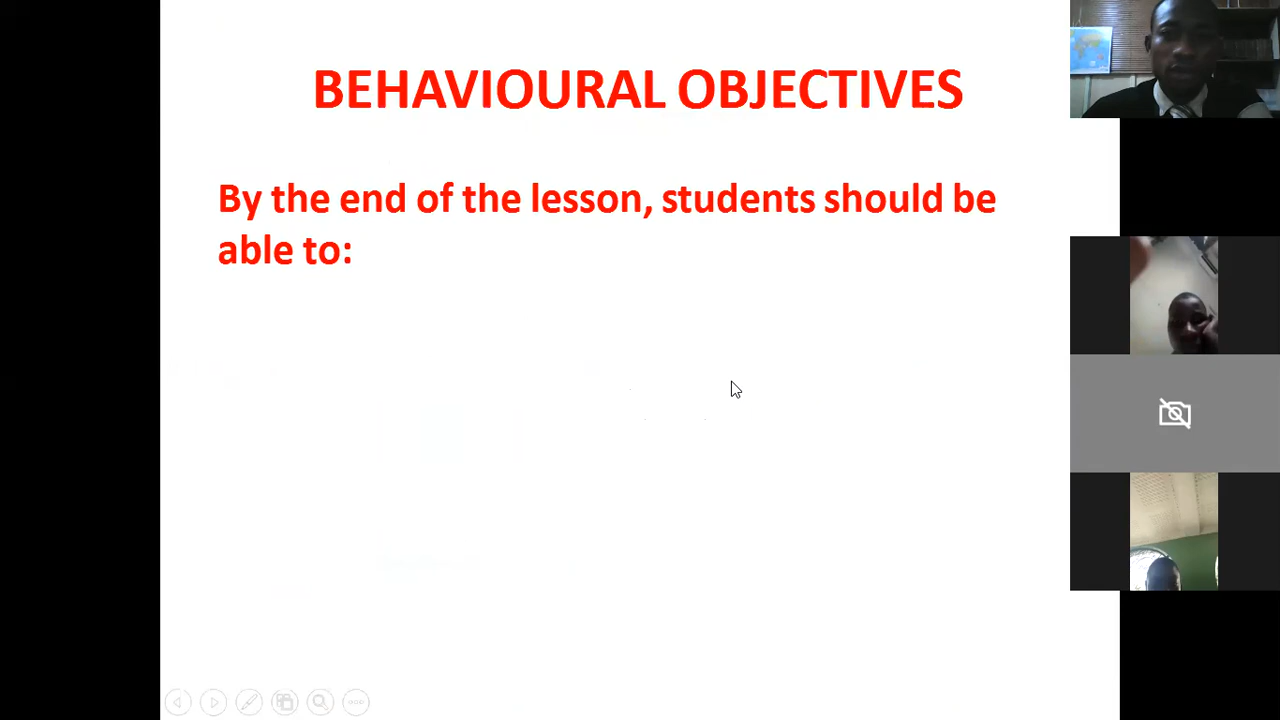 BEHAVIOURAL OBJECTIVES
By the end of the lesson, students should be
able to: